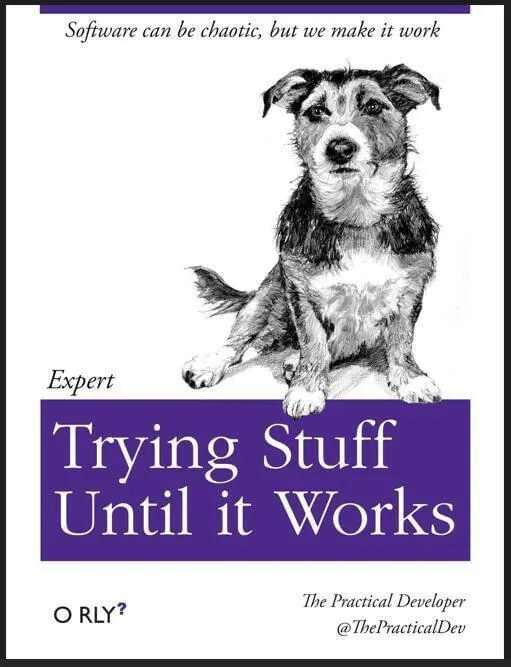 Software can be chaotic, but we make it work
Expert
Trying Stuff
Until it Works
O RLY?
The Practical Developer
@ThePracticalDev